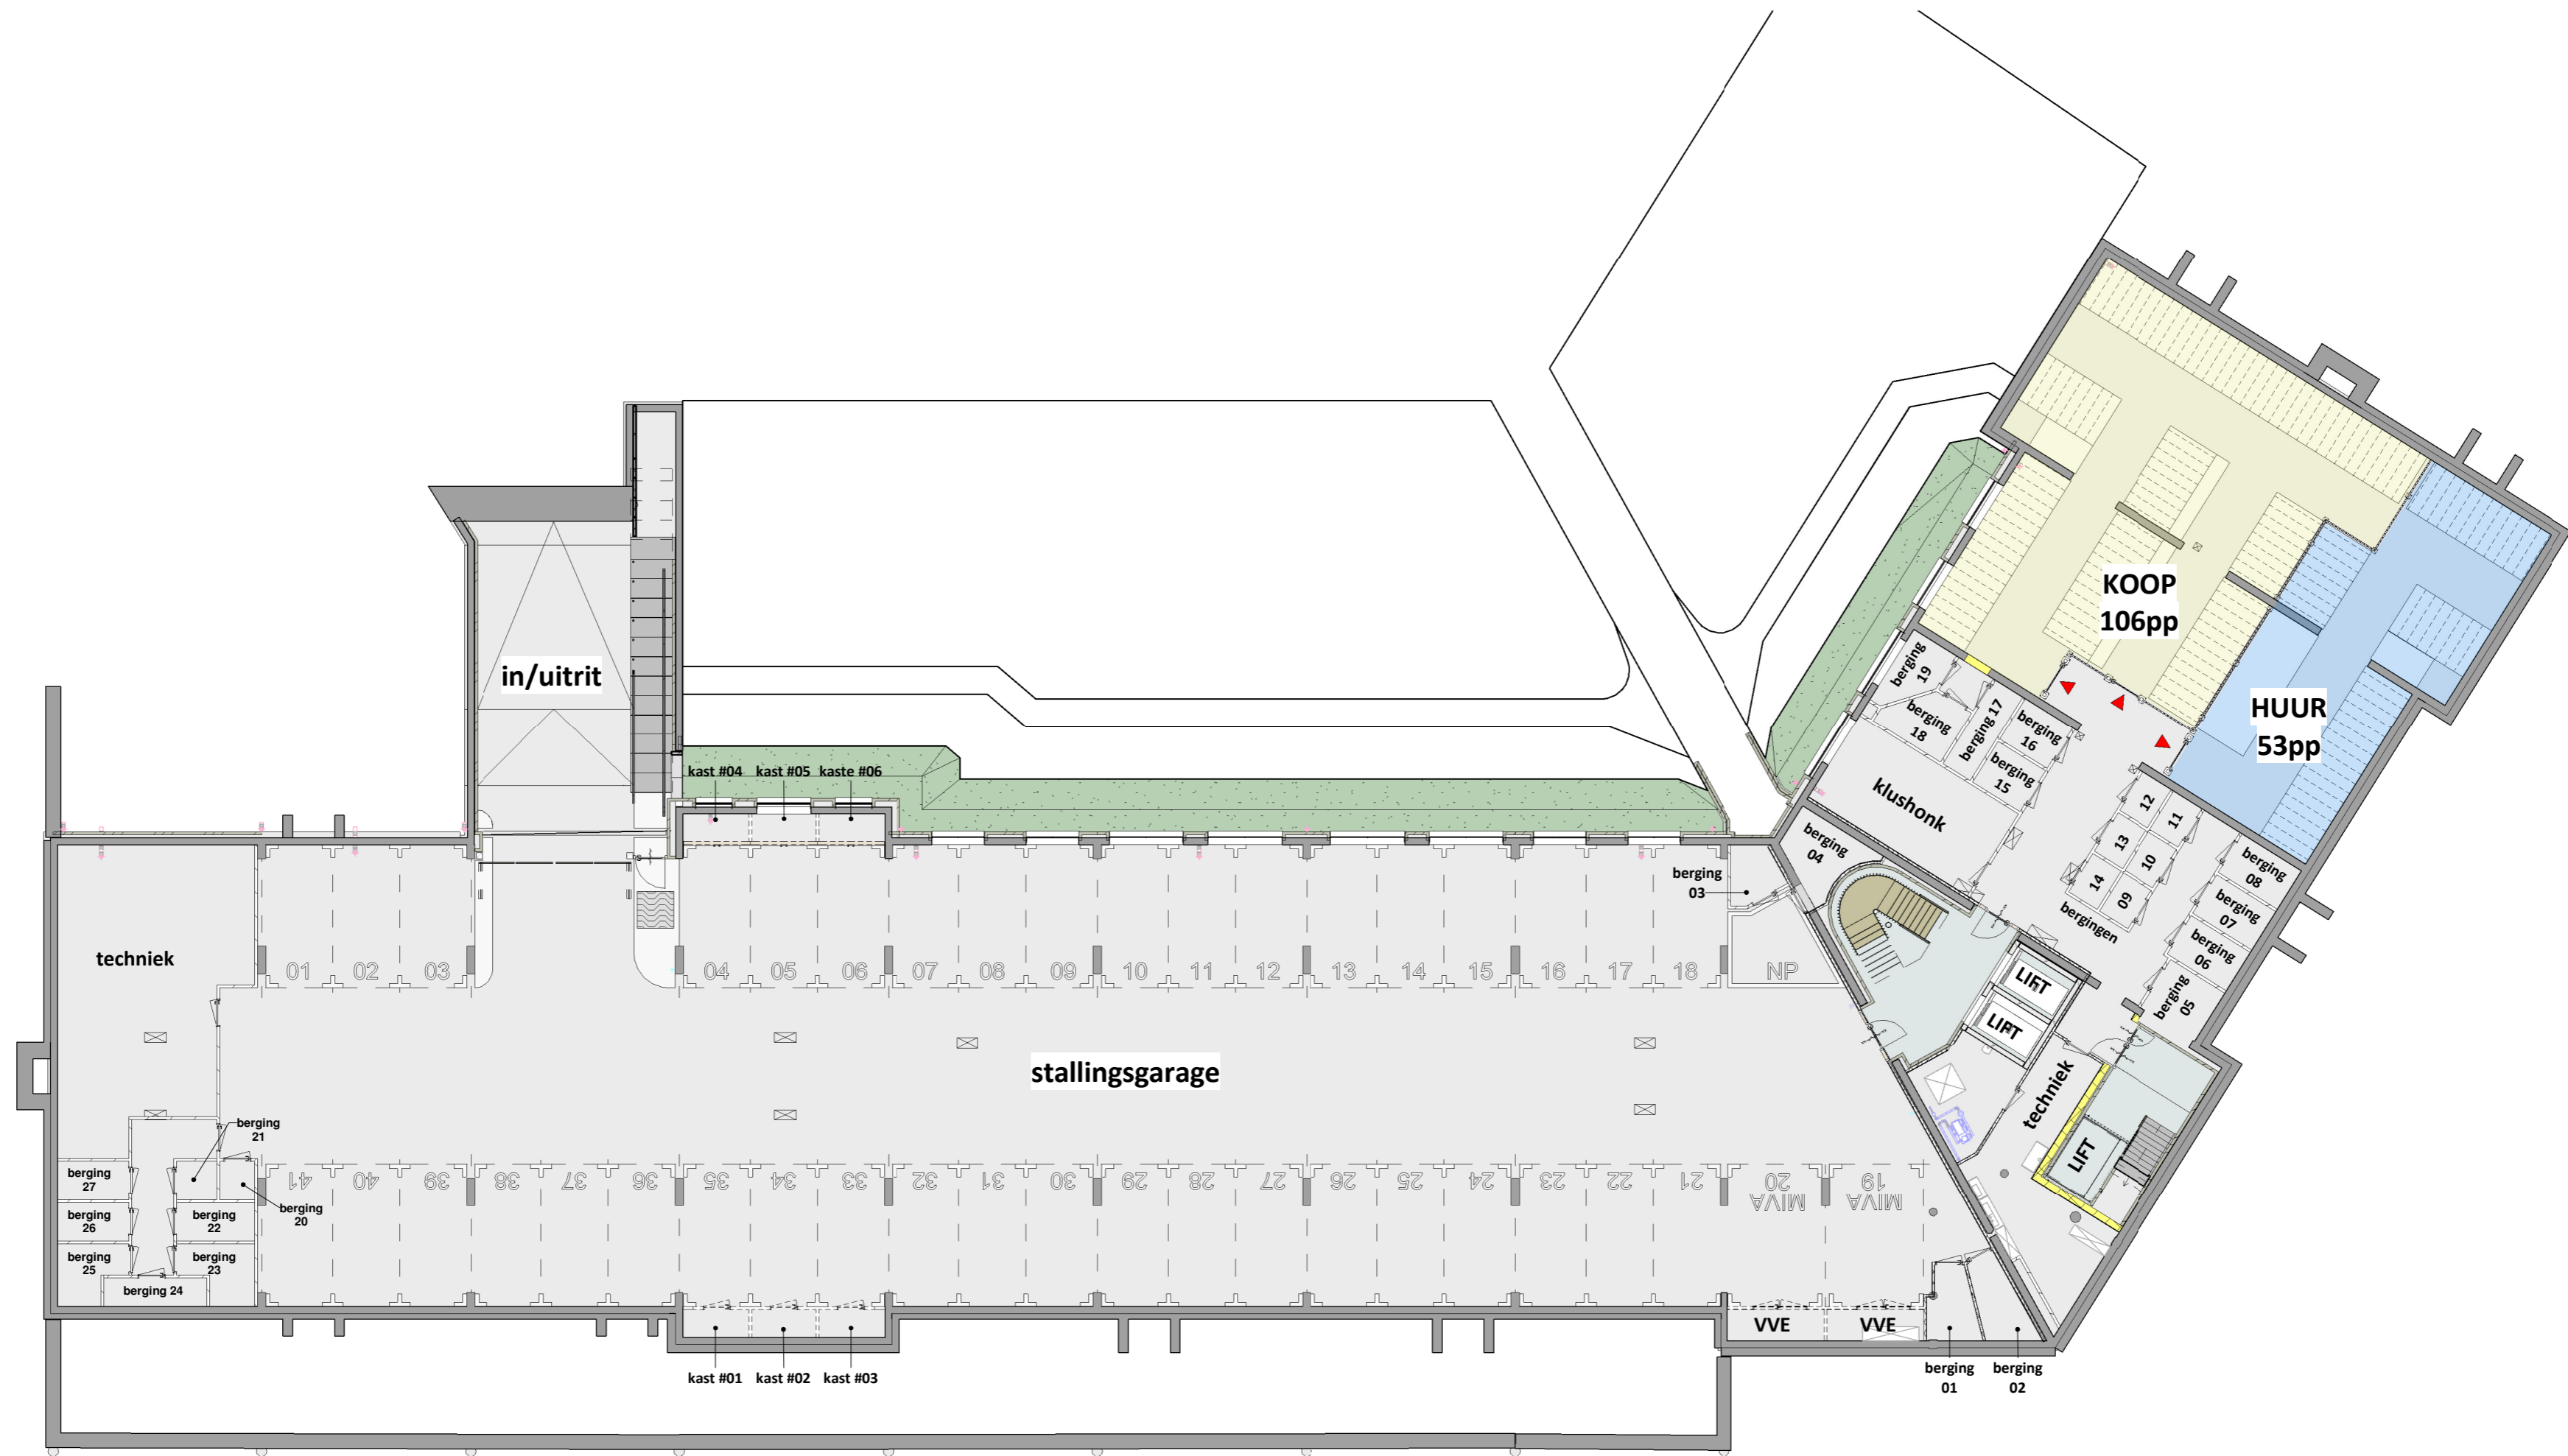 KOOP
106pp
HUUR
53pp
in/uitrit
berging
19
berging
18
berging 17
berging
16
berging
15
klushonk
12
11
13
10
14
09
bergingen
berging
08
berging
07
berging
06
berging
05
kast #04
kast #05
kaste #06
berging
04
berging
03
techniek
01
02
03
04
05
06
07
08
09
10
11
12
13
14
15
16
17
18
NP
LIFT
LIFT
stallingsgarage
techniek
LIFT
berging
21
berging
27
berging
20
berging
26
berging
22
berging
25
berging
23
berging 24
41
40
39
38
37
36
35
34
33
32
31
30
29
28
27
26
25
24
23
22
21
20
MIVA
19
MIVA
VVE
VVE
kast #01
kast #02
kast #03
berging
01
berging
02